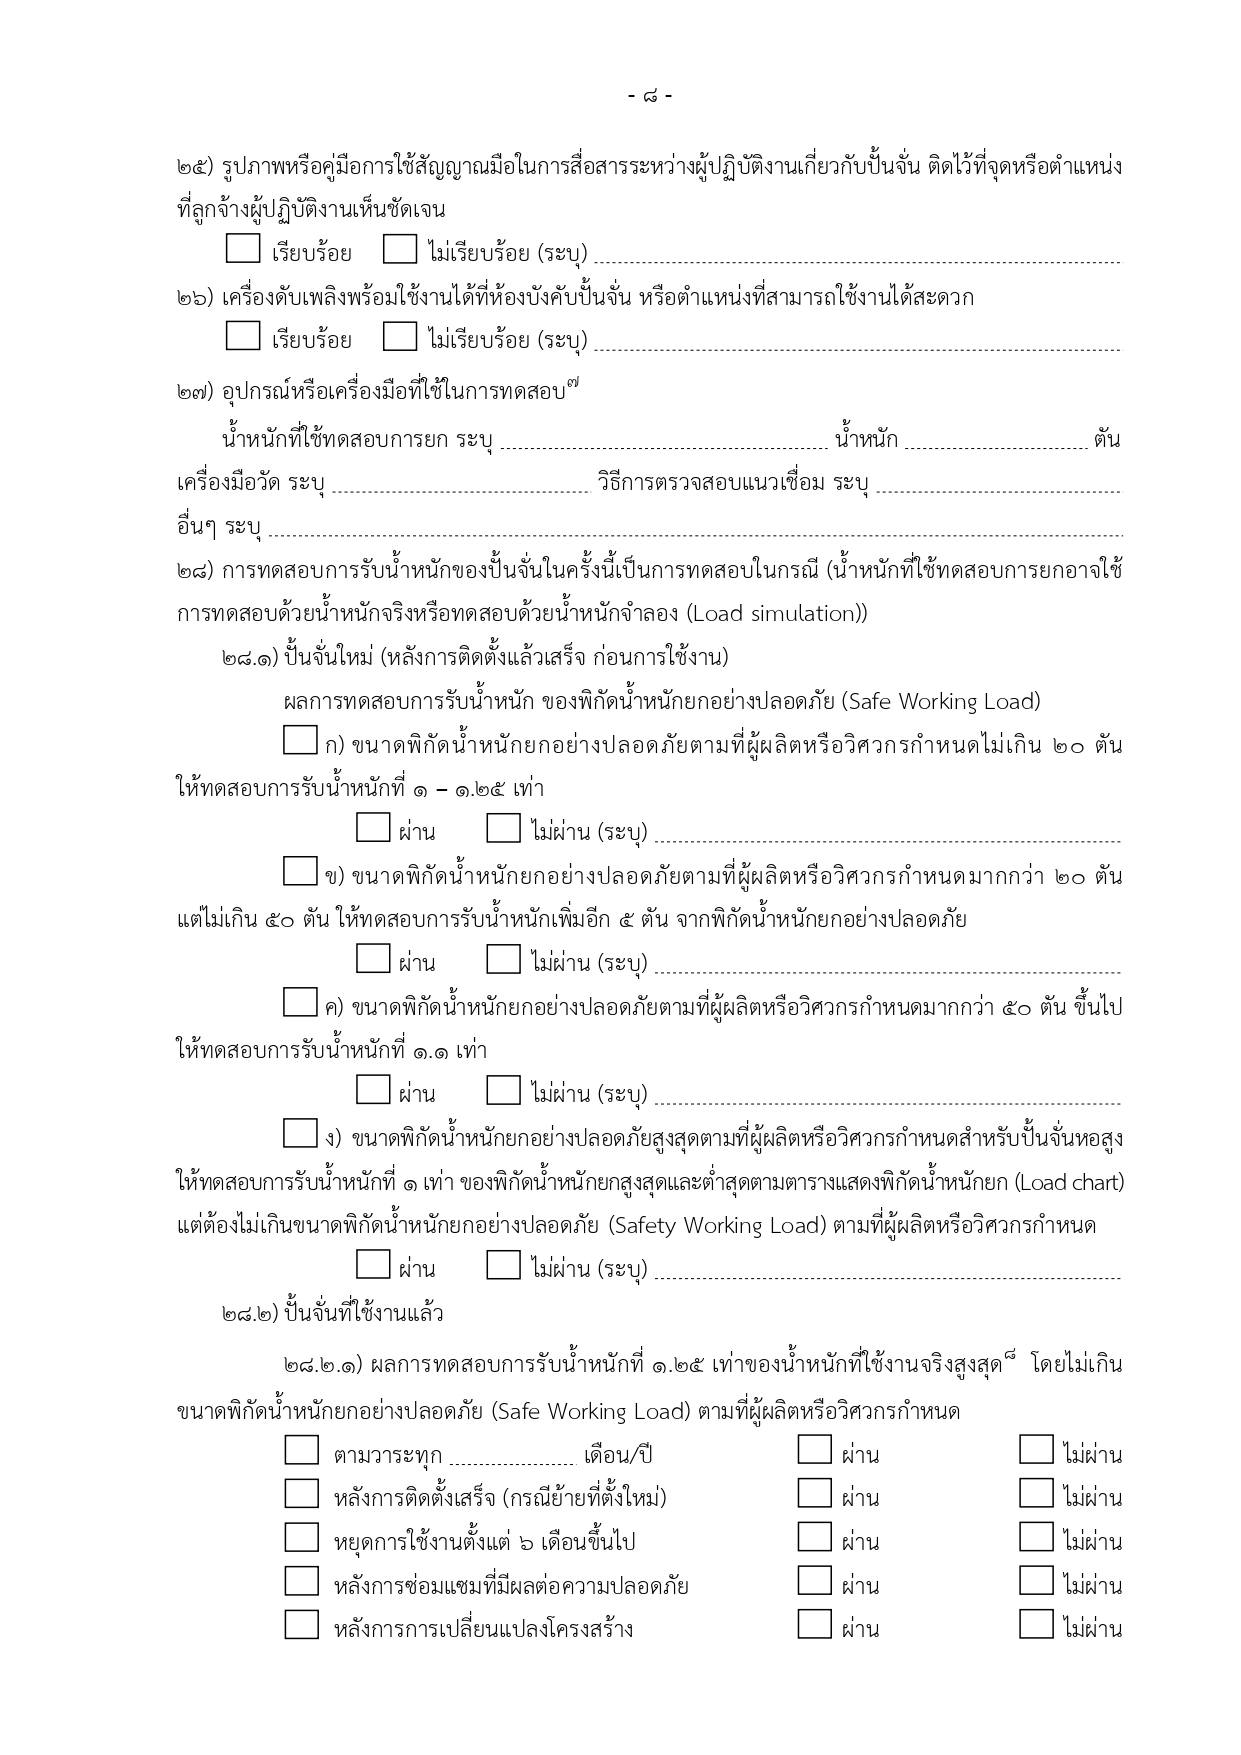 - ๘ -
๒๕) รูปภาพหรือคู่มือการใช้สัญญาณมือในการสื่อสารระหว่างผู้ปฏิบัติงานเกี่ยวกับปั้นจั่น ติดไว้ที่จุดหรือตำแหน่ง
ที่ลูกจ้างผู้ปฏิบัติงานเห็นชัดเจน
เรียบร้อย ไม่เรียบร้อย (ระบุ)
๒๖) เครื่องดับเพลิงพร้อมใช้งานได้ที่ห้องบังคับปั้นจั่น หรือตำแหน่งที่สามารถใช้งานได้สะดวก
เรียบร้อย ไม่เรียบร้อย (ระบุ)
๒๗) อุปกรณ์หรือเครื่องมือที่ใช้ในการทดสอบ๗
น้ำหนักที่ใช้ทดสอบการยก ระบุ น้ำหนัก ตัน
เครื่องมือวัด ระบุ วิธีการตรวจสอบแนวเชื่อม ระบุ
อื่นๆ ระบุ
๒๘) การทดสอบการรับน้ำหนักของปั้นจั่นในครั้งนี้เป็นการทดสอบในกรณี (น้ำหนักที่ใช้ทดสอบการยกอาจใช้
การทดสอบด้วยน้ำหนักจริงหรือทดสอบด้วยน้ำหนักจำลอง (Load simulation))
๒๘.๑) ปั้นจั่นใหม่ (หลังการติดตั้งแล้วเสร็จ ก่อนการใช้งาน)
ผลการทดสอบการรับน้ำหนัก ของพิกัดน้ำหนักยกอย่างปลอดภัย (Safe Working Load)
ก) ขนาดพิกัดน้ำหนักยกอย่างปลอดภัยตามที่ผู้ผลิตหรือวิศวกรกำหนดไม่เกิน ๒๐ ตัน
ให้ทดสอบการรับน้ำหนักที่ ๑ – ๑.๒๕ เท่า
ผ่าน ไม่ผ่าน (ระบุ)
ข) ขนาดพิกัดน้ำหนักยกอย่างปลอดภัยตามที่ผู้ผลิตหรือวิศวกรกำหนดมากกว่า ๒๐ ตัน
แต่ไม่เกิน ๕๐ ตัน ให้ทดสอบการรับน้ำหนักเพิ่มอีก ๕ ตัน จากพิกัดน้ำหนักยกอย่างปลอดภัย
ผ่าน ไม่ผ่าน (ระบุ)
ค) ขนาดพิกัดน้ำหนักยกอย่างปลอดภัยตามที่ผู้ผลิตหรือวิศวกรกำหนดมากกว่า ๕๐ ตัน ขึ้นไป
ให้ทดสอบการรับน้ำหนักที่ ๑.๑ เท่า
ผ่าน ไม่ผ่าน (ระบุ)
ง) ขนาดพิกัดน้ำหนักยกอย่างปลอดภัยสูงสุดตามที่ผู้ผลิตหรือวิศวกรกำหนดสำหรับปั้นจั่นหอสูง
ให้ทดสอบการรับน้ำหนักที่ ๑ เท่า ของพิกัดน้ำหนักยกสูงสุดและต่ำสุดตามตารางแสดงพิกัดน้ำหนักยก (Load chart)
แต่ต้องไม่เกินขนาดพิกัดน้ำหนักยกอย่างปลอดภัย (Safety Working Load) ตามที่ผู้ผลิตหรือวิศวกรกำหนด
ผ่าน ไม่ผ่าน (ระบุ)
๒๘.๒) ปั้นจั่นที่ใช้งานแล้ว
๒๘.๒.๑) ผลการทดสอบการรับน้ำหนักที่ ๑.๒๕ เท่าของน้ำหนักที่ใช้งานจริงสูงสุด๘ โดยไม่เกิน
ขนาดพิกัดน้ำหนักยกอย่างปลอดภัย (Safe Working Load) ตามที่ผู้ผลิตหรือวิศวกรกำหนด
ตามวาระทุก เดือน/ปี ผ่าน ไม่ผ่าน
หลังการติดตั้งเสร็จ (กรณีย้ายที่ตั้งใหม่) ผ่าน ไม่ผ่าน
หยุดการใช้งานตั้งแต่ ๖ เดือนขึ้นไป ผ่าน ไม่ผ่าน
หลังการซ่อมแซมที่มีผลต่อความปลอดภัย ผ่าน ไม่ผ่าน
หลังการการเปลี่ยนแปลงโครงสร้าง ผ่าน ไม่ผ่าน